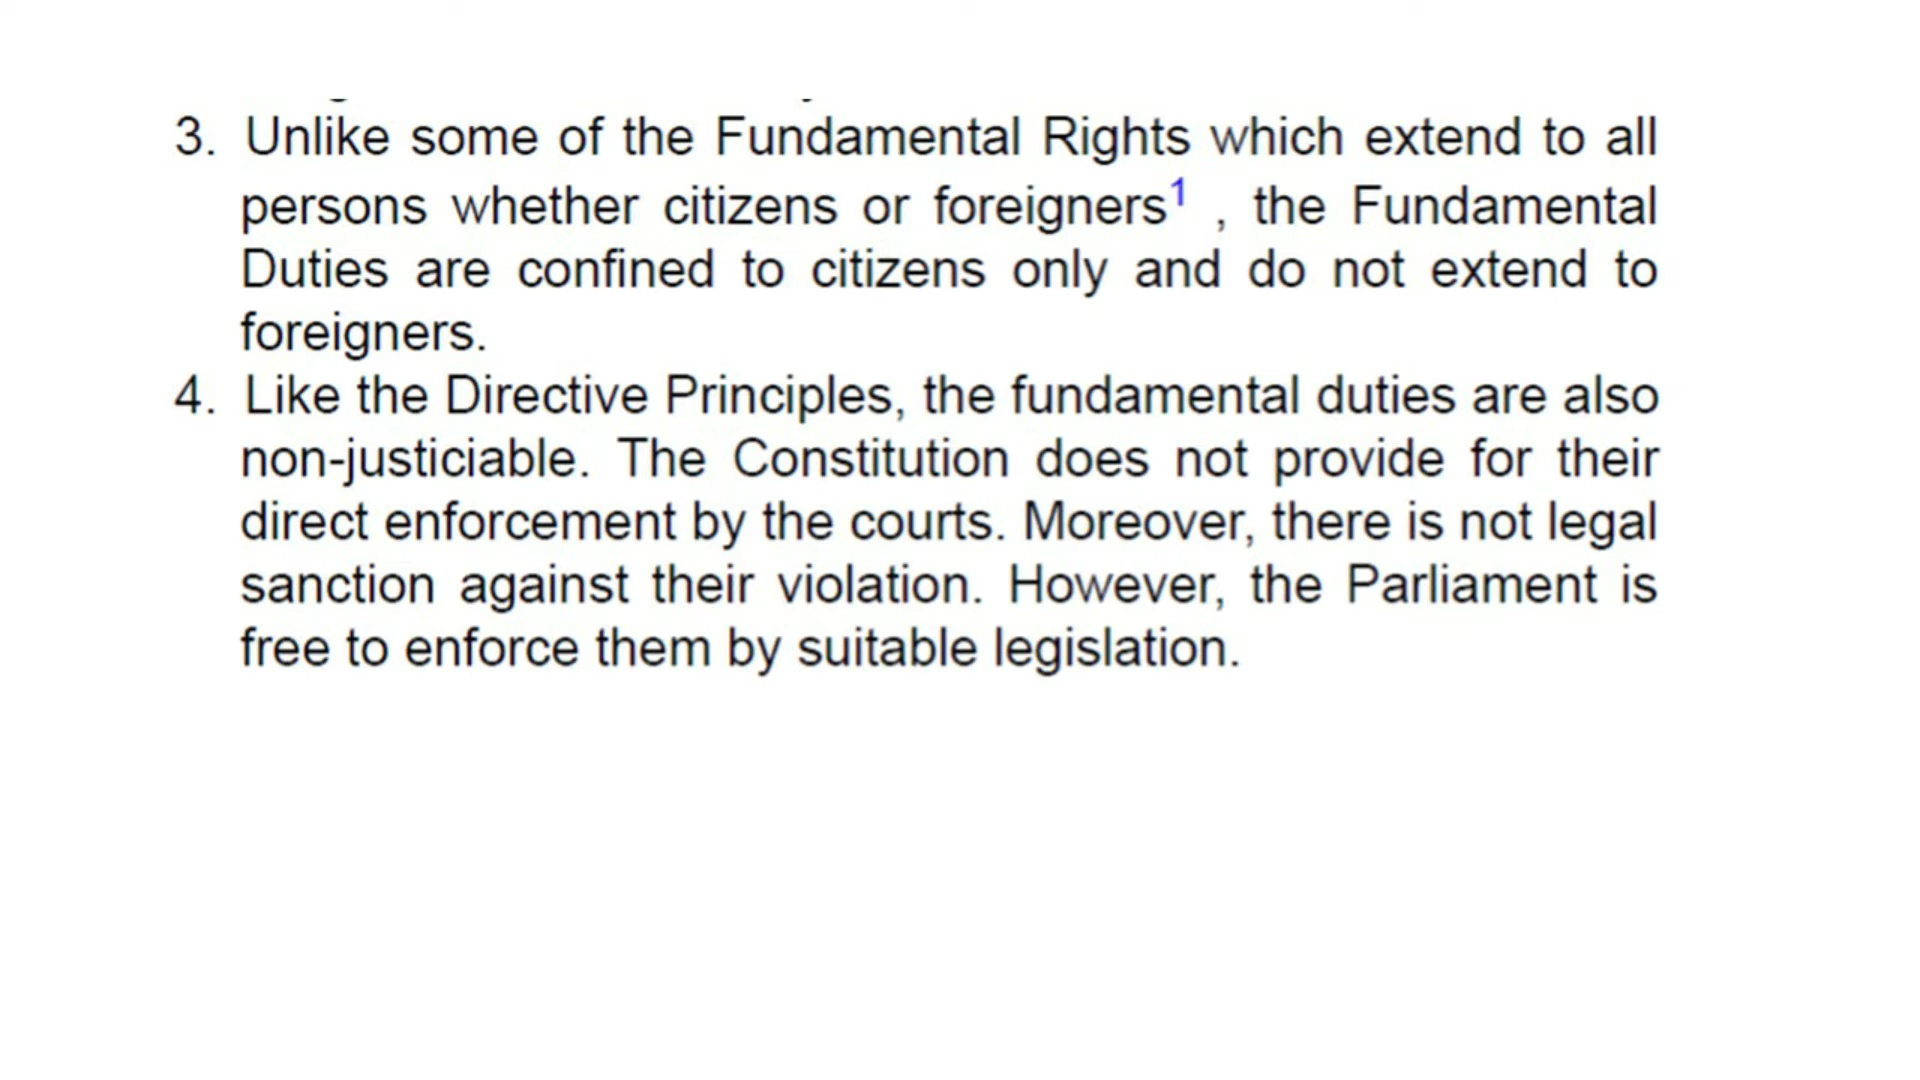 3. Unlike some of the Fundamental Rights which extend to all
persons whether citizens or foreigners1 , the Fundamental
Duties are confined to citizens only and do not extend to
foreigners.
4. Like the Directive Principles, the fundamental duties are also
non-justiciable. The Constitution does not provide for their
direct enforcement by the courts. Moreover, there is not legal
sanction against their violation. However, the Parliament is
free to enforce them by suitable legislation.